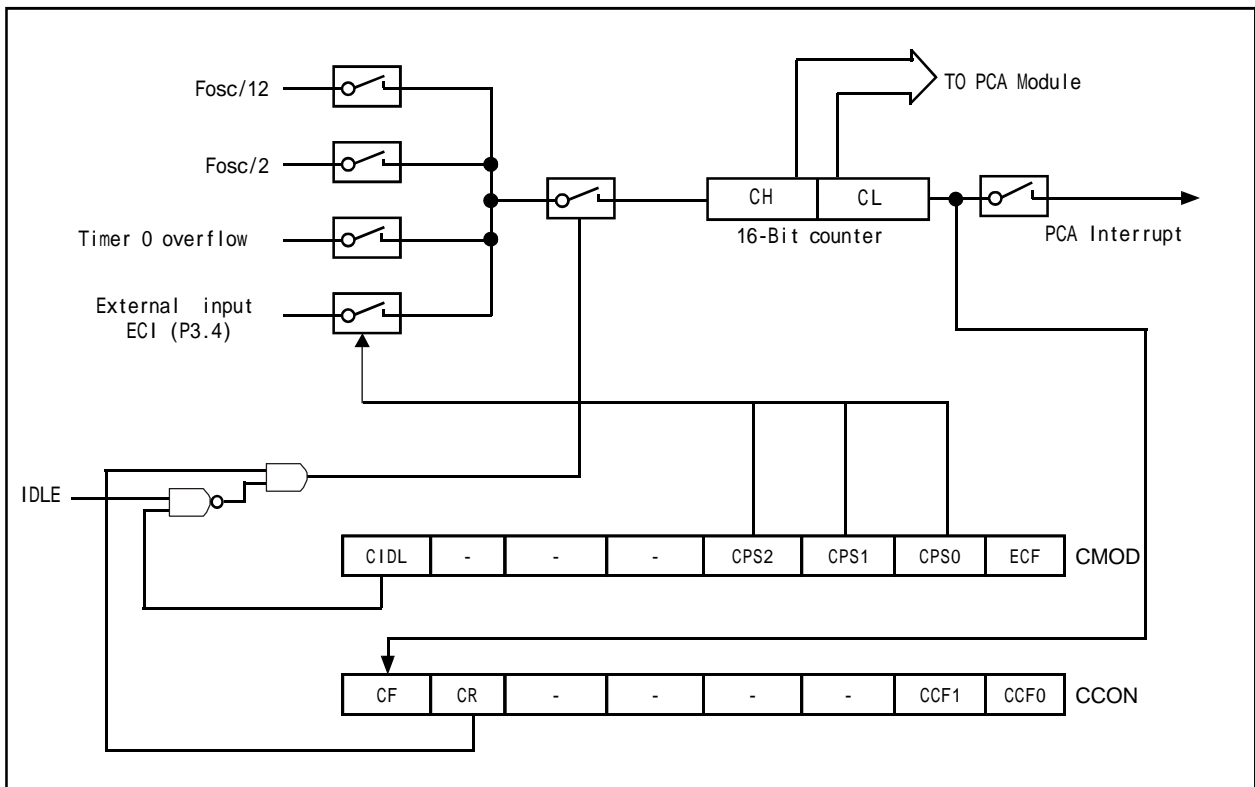 Fosc/12
Fosc/2
Timer 0 overflow
External input
ECI (P3.4)
TO PCA Module
CH CL
16-Bit counter
PCA Interrupt
IDLE
CIDL - - - CPS2 CPS1 CPS0 ECF CMOD
CF CR - - - - CCF1 CCF0 CCON